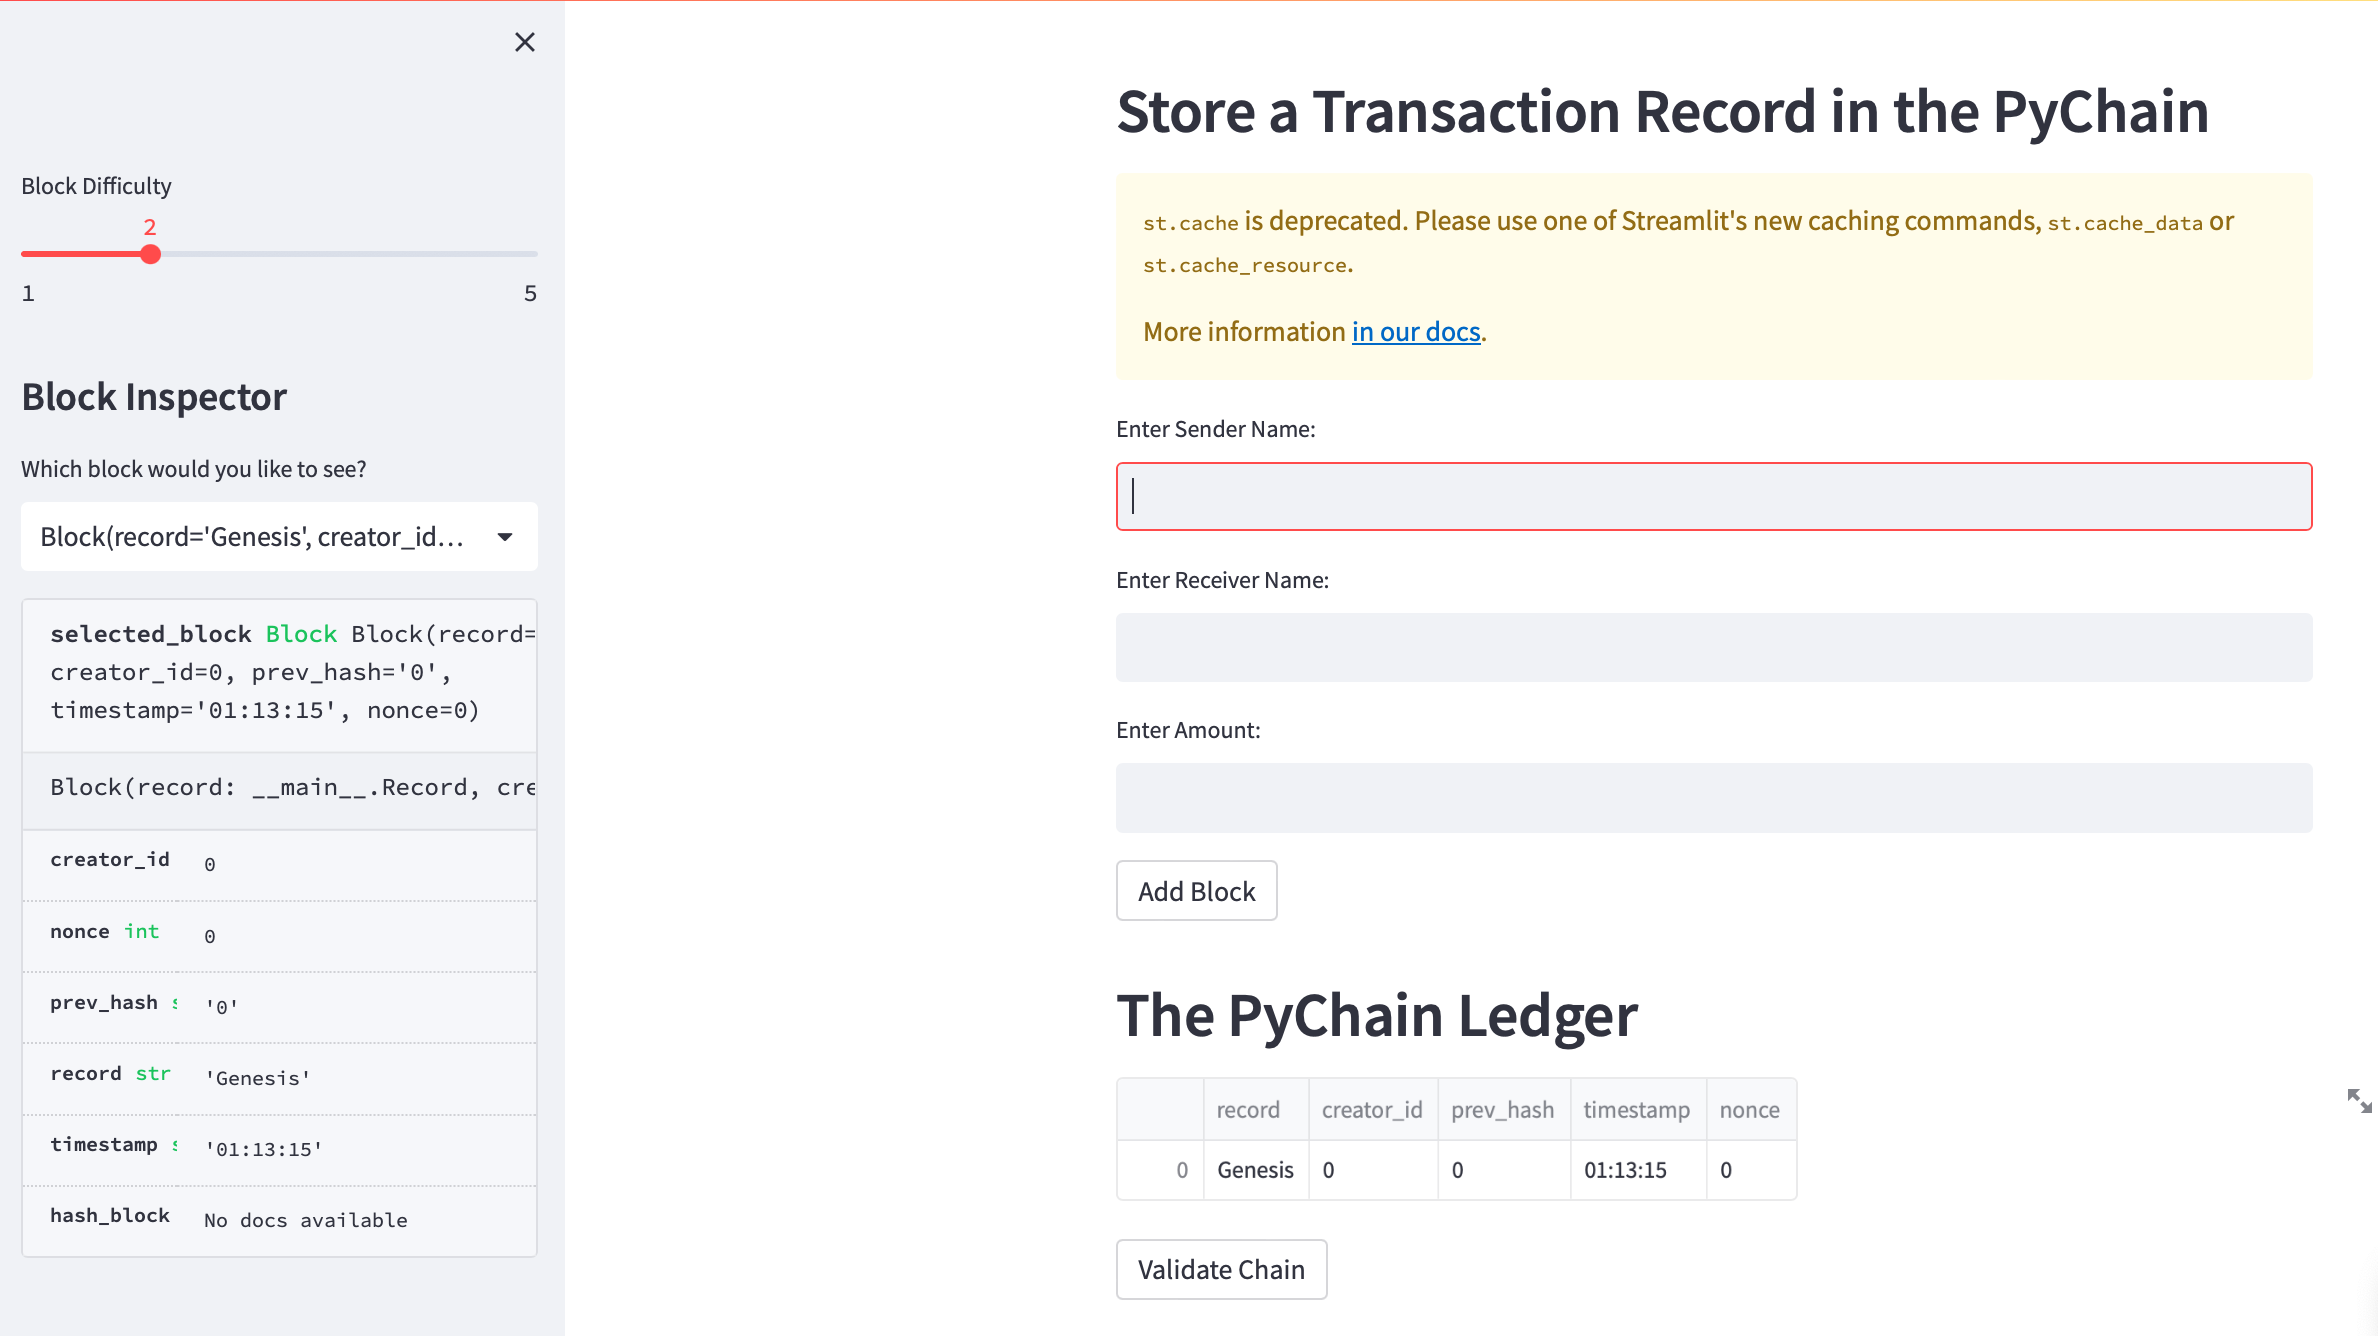 Block Difficulty
2
1 5
Block Inspector
Which block would you like to see?
Block(record='Genesis', creator_id...
selected_block Block Block(record=
creator_id=0, prev_hash='0',
timestamp='01:13:15', nonce=0)
Block(record: __main__.Record, cre
creator_id 0
nonce int 0
prev_hash s '0'
record str 'Genesis'
timestamp s '01:13:15'
hash_block No docs available
Store a Transaction Record in the PyChain
st.cache is deprecated. Please use one of Streamlit's new caching commands, st.cache_data or
st.cache_resource.
More information in our docs.
Enter Sender Name:
Enter Receiver Name:
Enter Amount:
Add Block
The PyChain Ledger
record creator_id prev_hash timestamp nonce
0 Genesis 0 0 01:13:15 0
Validate Chain